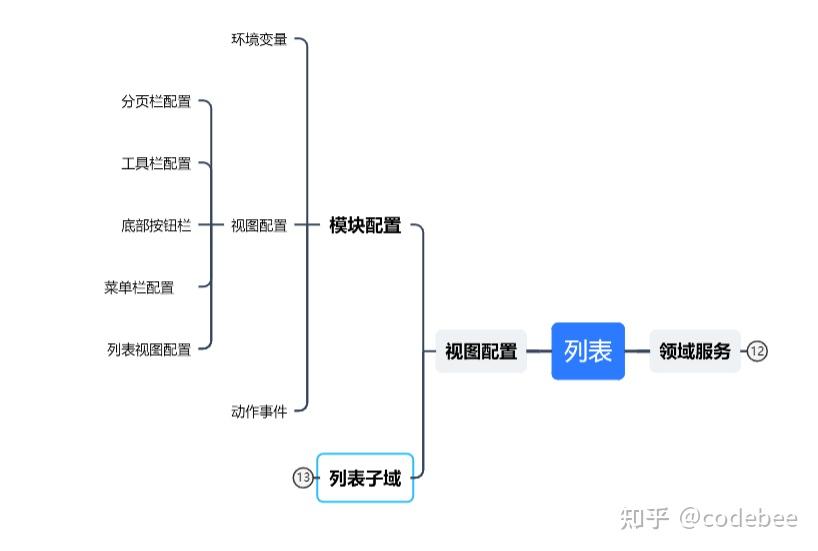 环境变量
分页栏配置
工具栏配置
底部按钮栏
视图配置
模块配置
菜单栏配置
列表视图配置
视图配置
列表
领域服务
12
动作事件
13
列表子域
知乎 @codebee